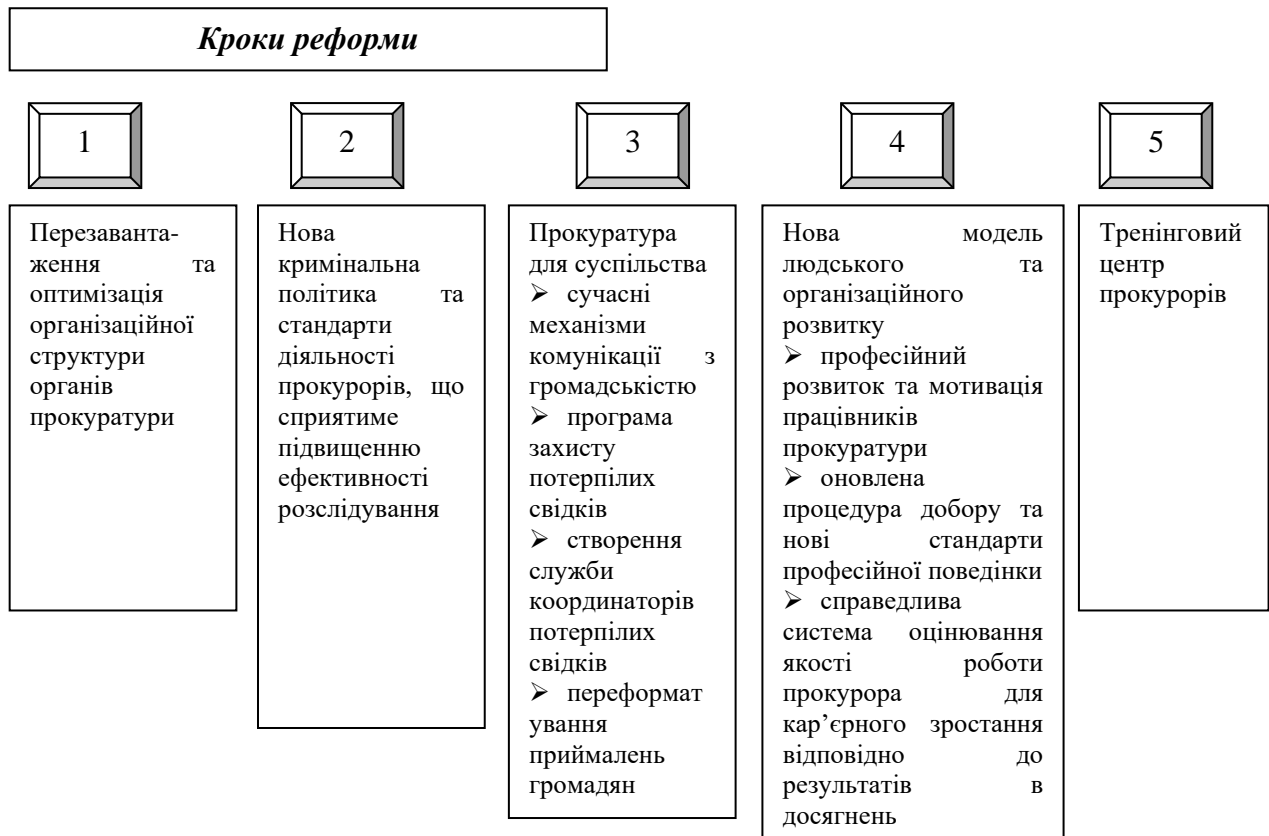 Кроки реформи
1
2
3
4
5
Перезаванта-
ження та
оптимізація
організаційної
структури
органів
прокуратури
Нова
кримінальна
політика та
стандарти
діяльності
прокурорів, що
сприятиме
підвищенню
ефективності
розслідування
Прокуратура
для суспільства
➢ сучасні
механізми
комунікації з
громадськістю
➢ програма
захисту
потерпілих
свідків
➢ створення
служби
координаторів
потерпілих
свідків
➢ переформат
ування
приймалень
громадян
Нова модель
людського та
організаційного
розвитку
➢ професійний
розвиток та мотивація
працівників
прокуратури
➢ оновлена
процедура добору та
нові стандарти
професійної поведінки
➢ справедлива
система оцінювання
якості роботи
прокурора для
кар’єрного зростання
відповідно до
результатів в
досягнень
Тренінговий
центр
прокурорів